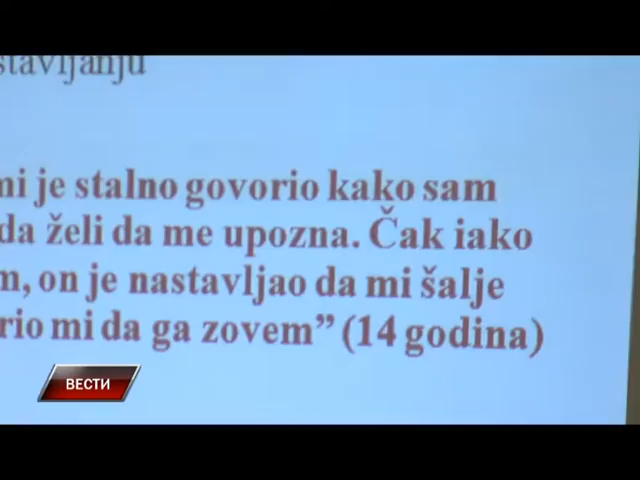 stavljanju
mi je stalno govorio kako sam
da želi da me upozna. Čak iako
m, on je nastavljao da mi šalje
rio mi da ga zovem” (14 godina)
ВЕСТИ